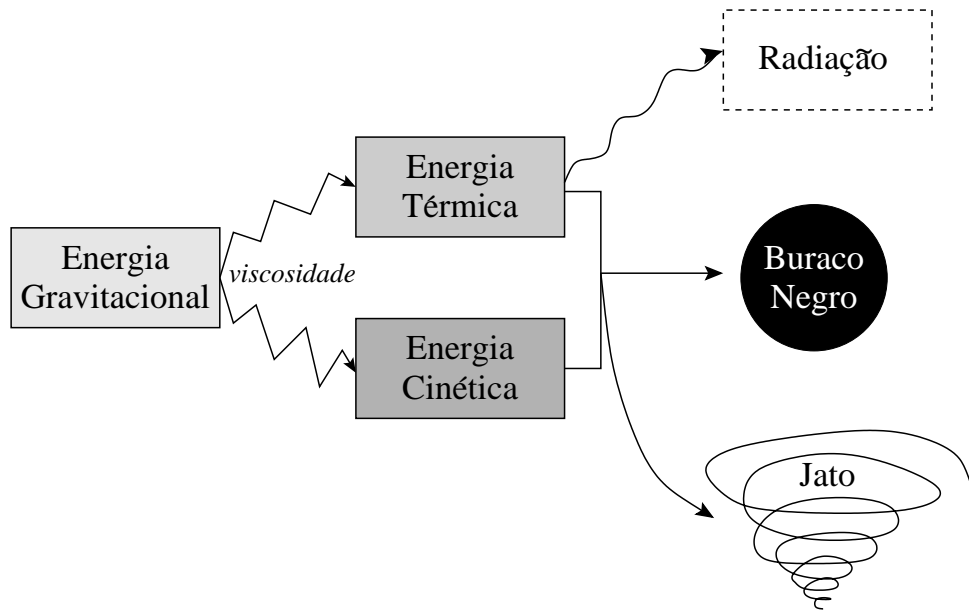 Radiação
Energia
Térmica
Energia
Gravitacional
viscosidade
Buraco
Negro
Energia
Cinética
Jato